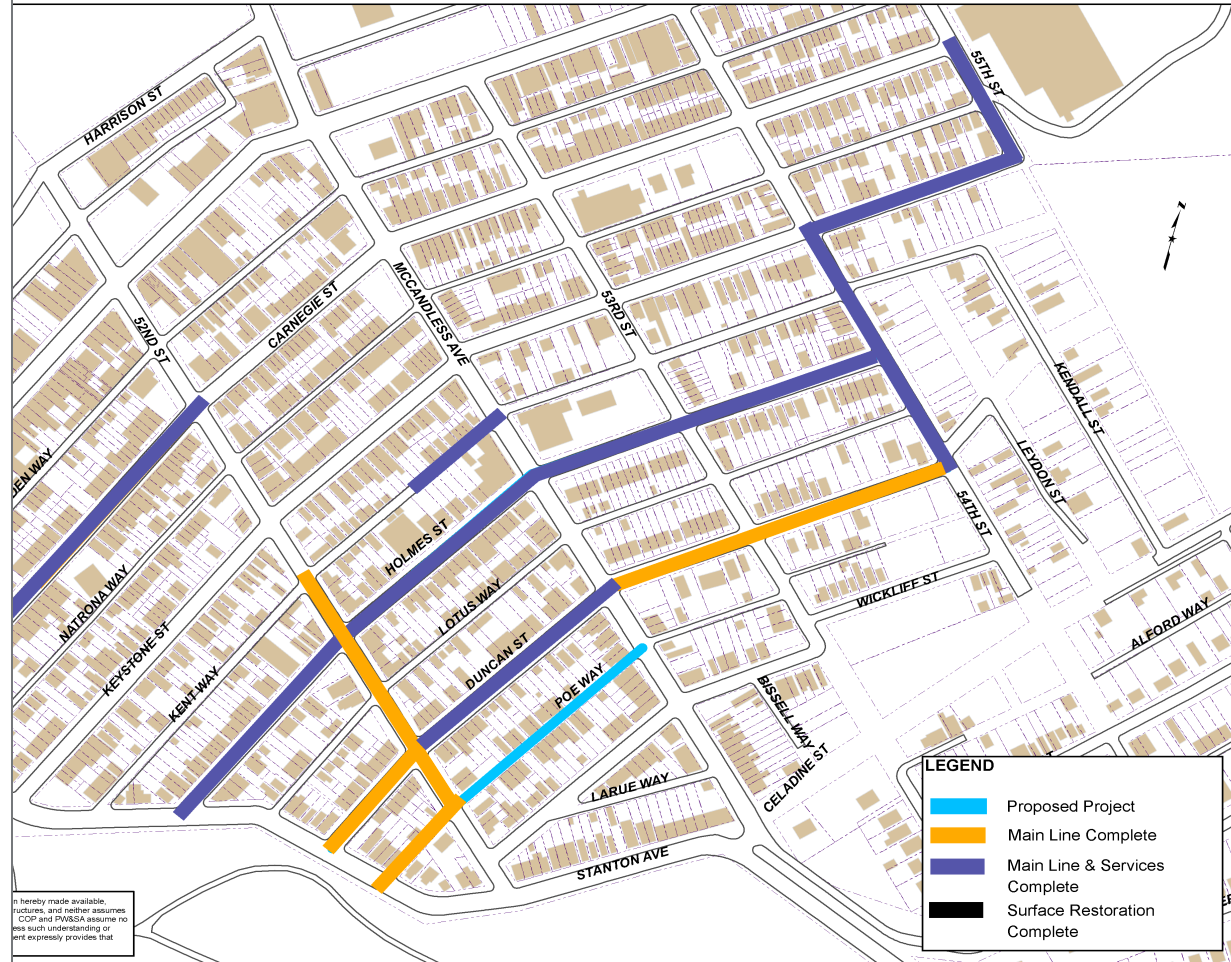 HARRISON ST
55TH ST
MCCANDLESS AVE
53RD ST
CARNEGIE ST
52ND ST
KENDALL ST
LEYDON ST
54TH ST
HOLMES ST
NATRONA WAY
LOTUS WAY
WICKLIFF ST
ALFORD WAY
KEYSTONE ST
DUNCAN ST
KENT WAY
POE WAY
BISSELL WAY
CELADINE ST
LARUE WAY
STANTON AVE
LEGEND
Proposed Project
Main Line Complete
Main Line & Services
Complete
Surface Restoration
Complete
n hereby made available,
ructures, and neither assumes
COP and PW&SA assume no
ess such understanding or
ent expressly provides that